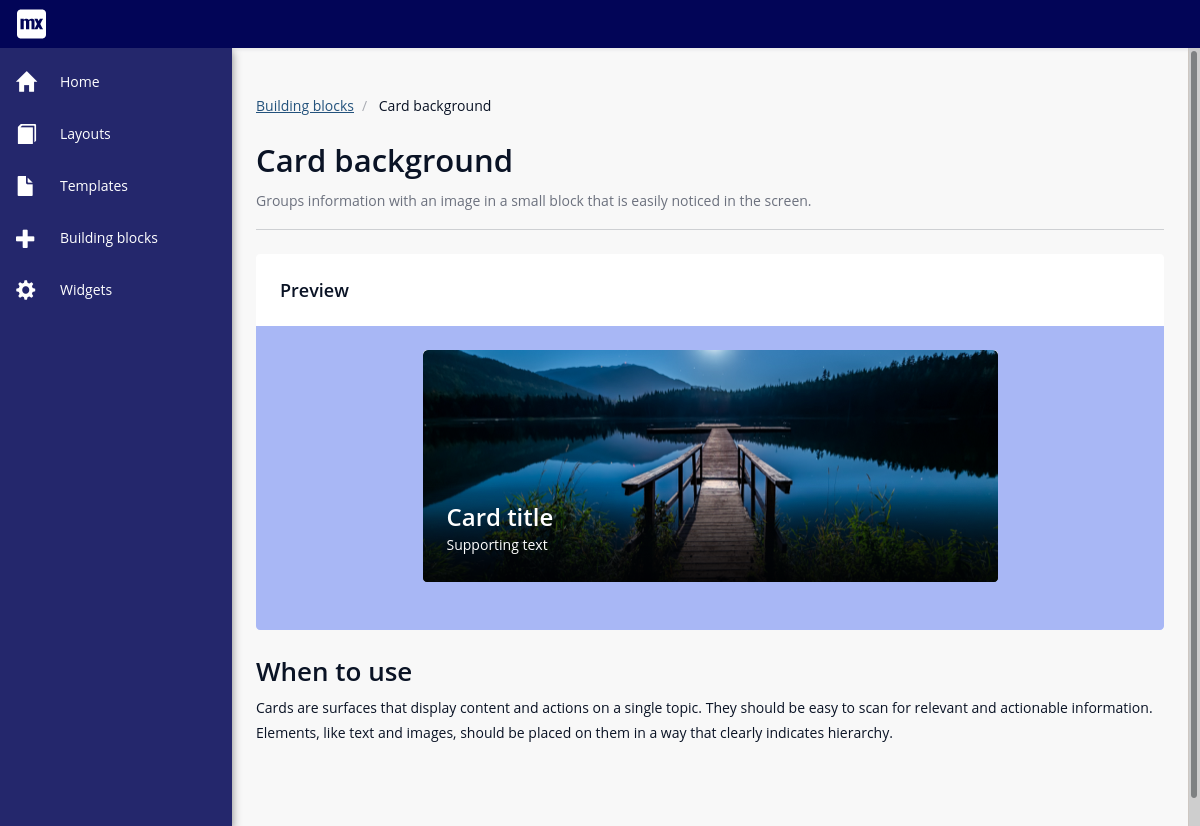 mx
Home
Layouts
Templates
Building blocks
Widgets
Building blocks / Card background
Card background
Groups information with an image in a small block that is easily noticed in the screen.
Preview
Card title
Supporting text
When to use
Cards are surfaces that display content and actions on a single topic. They should be easy to scan for relevant and actionable information.
Elements, like text and images, should be placed on them in a way that clearly indicates hierarchy.